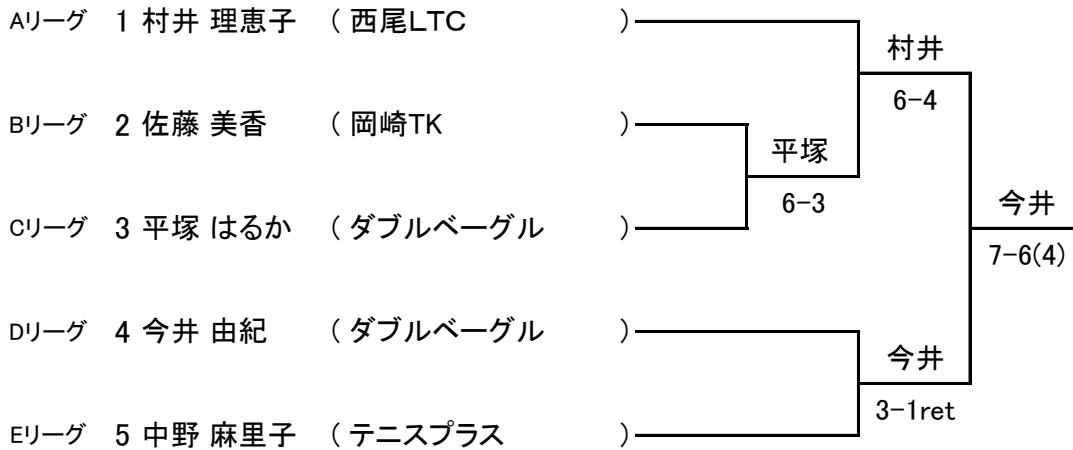 Aリーグ 1 村井 理恵子 ( 西尾LTC )
村井
6-4
Bリーグ 2 佐藤 美香 ( 岡崎TK )
平塚
6-3
Cリーグ 3 平塚 はるか ( ダブルベーグル )
今井
7-6(4)
Dリーグ 4 今井 由紀 ( ダブルベーグル )
今井
3-1ret
Eリーグ 5 中野 麻里子 ( テニスプラス )